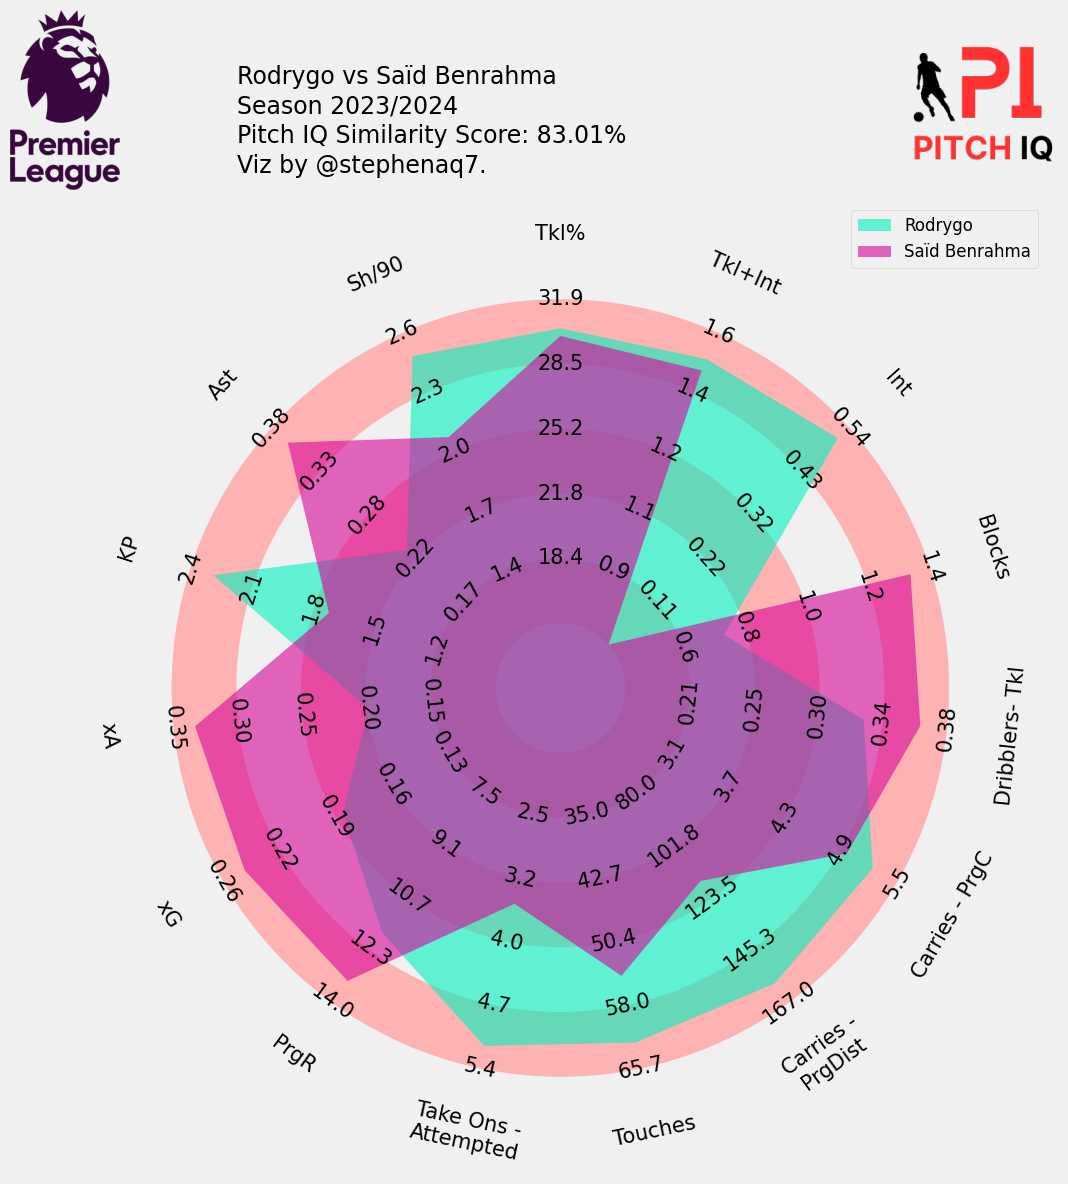 Premier
League
Rodrygo vs Saïd Benrahma
Season 2023/2024
Pitch IQ Similarity Score: 83.01%
Viz by @stephenaq7.
PI
PITCH IQ
Rodrygo
Saïd Benrahma
Tkl%
18.4
21.8
25.2
28.5
31.9
Tkl+Int
0.9
1.1
1.2
1.4
1.6
Int
0.11
0.22
0.32
0.43
0.54
Blocks
0.6
0.8
1.0
1.2
1.4
Dribblers- Tkl
0.21
0.25
0.30
0.34
0.38
Carries - PrgC
3.1
3.7
4.3
4.9
5.5
Carries -
PrgDist
80.0
101.8
123.5
145.3
167.0
Touches
35.0
42.7
50.4
58.0
65.7
Take Ons -
Attempted
2.5
3.2
4.0
4.7
5.4
PrgR
7.5
9.1
10.7
12.3
14.0
xG
0.13
0.16
0.19
0.22
0.26
xA
0.15
0.20
0.25
0.30
0.35
KP
1.2
1.5
1.8
2.1
2.4
Ast
0.17
0.22
0.28
0.33
0.38
Sh/90
1.4
1.7
2.0
2.3
2.6